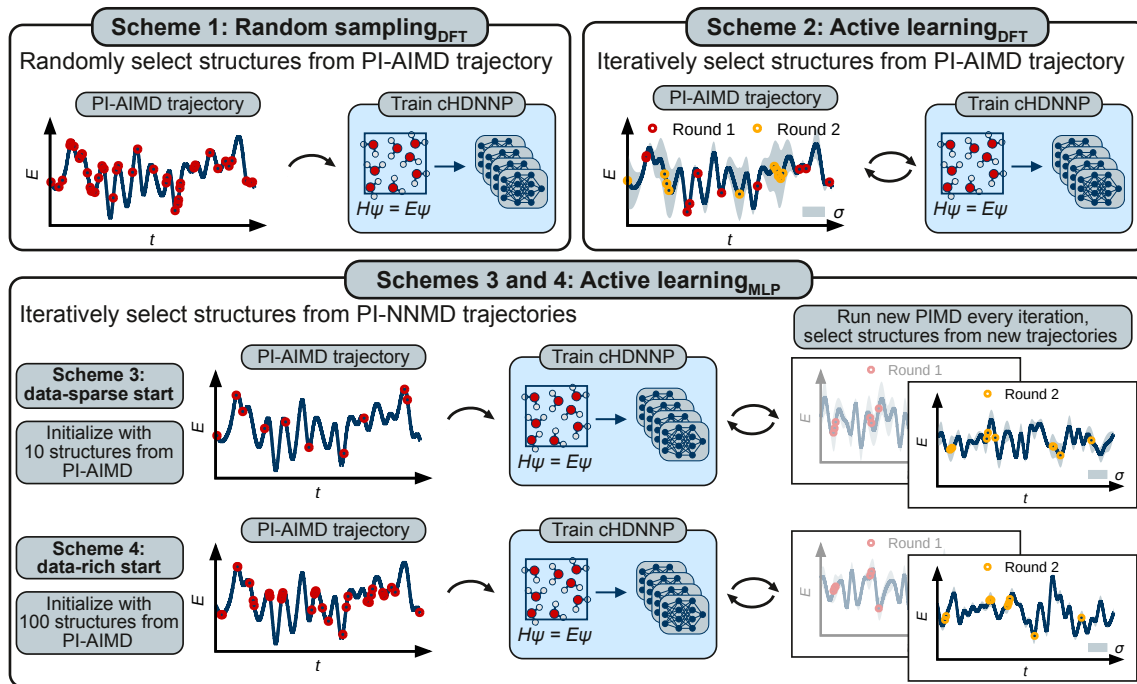 Scheme 1: Random sampling_DFT
Randomly select structures from PI-AIMD trajectory
PI-AIMD trajectory
Train cHDNNP
E
t
Hψ = Eψ
Scheme 2: Active learning_DFT
Iteratively select structures from PI-AIMD trajectory
PI-AIMD trajectory
Round 1
Round 2
Train cHDNNP
E
σ
t
Hψ = Eψ
Schemes 3 and 4: Active learning_MLP
Iteratively select structures from PI-NNMD trajectories
Run new PIMD every iteration,
select structures from new trajectories
Scheme 3:
data-sparse start
Initialize with
10 structures from
PI-AIMD
PI-AIMD trajectory
E
t
Train cHDNNP
Hψ = Eψ
Round 1
E
Round 2
E
σ
t
Scheme 4:
data-rich start
Initialize with
100 structures from
PI-AIMD
PI-AIMD trajectory
E
t
Train cHDNNP
Hψ = Eψ
Round 1
E
Round 2
E
σ
t